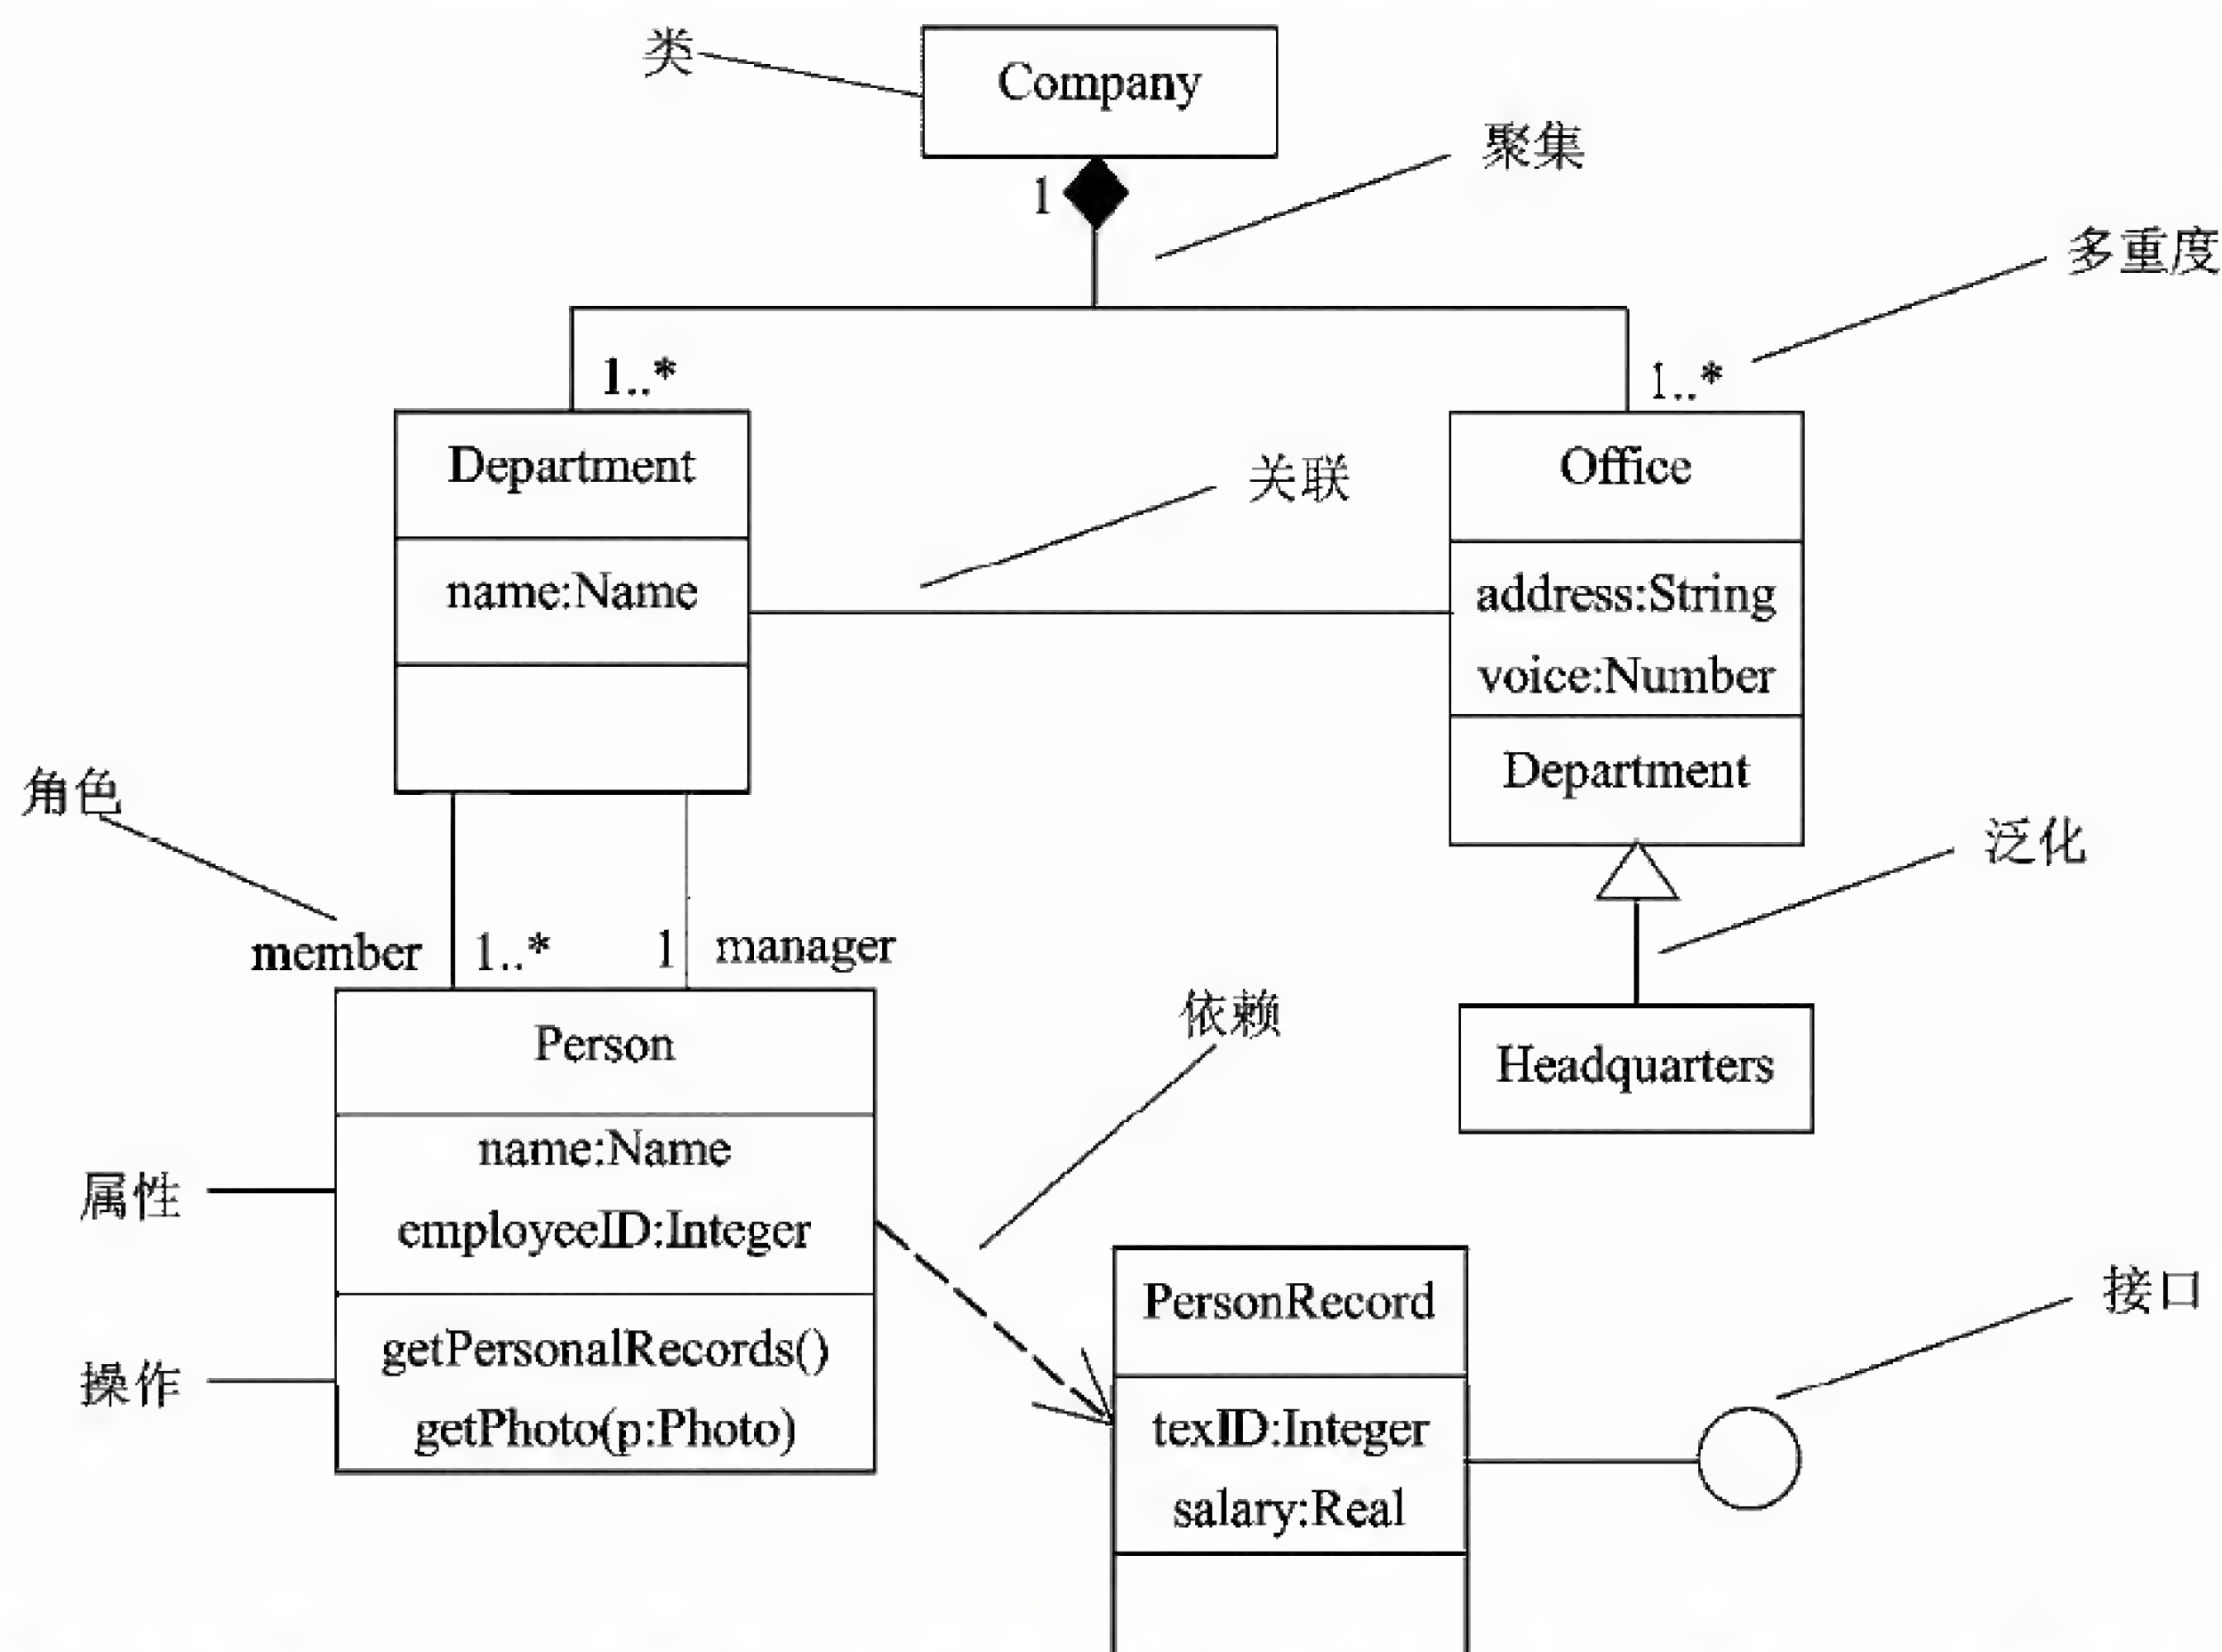 类
Company
聚集
1
多重度
1..*
1..*
Department
Office
关联
name:Name
address:String
voice:Number
Department
角色
泛化
member
1..*
1
manager
依赖
Person
Headquarters
name:Name
属性
employeeID:Integer
接口
PersonRecord
getPersonalRecords()
操作
getPhoto(p:Photo)
texID:Integer
salary:Real